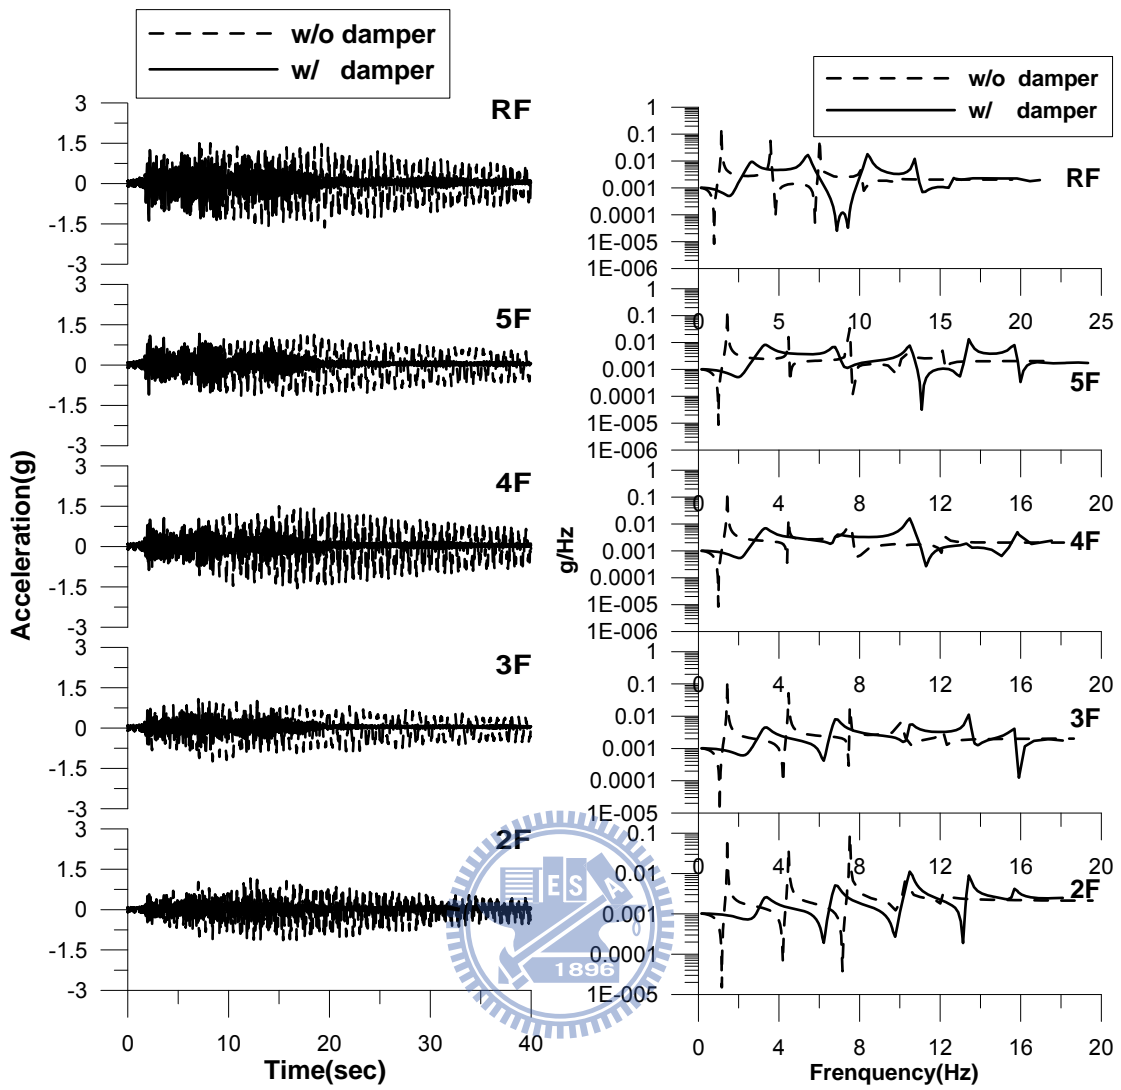 w/o damper
w/ damper
Acceleration(g)
3
1.5
0
-1.5
-3
RF
3
1.5
0
-1.5
-3
5F
3
1.5
0
-1.5
-3
4F
3
1.5
0
-1.5
-3
3F
3
1.5
0
-1.5
-3
2F
0 10 20 30 40
Time(sec)
w/o damper
w/ damper
g/Hz
1
0.1
0.01
0.001
0.0001
1E-005
1E-006
RF
0 5 10 15 20 25
1
0.1
0.01
0.001
0.0001
1E-005
1E-006
5F
0 4 8 12 16 20
1
0.1
0.01
0.001
0.0001
1E-005
1E-006
4F
0 4 8 12 16 20
1
0.1
0.01
0.001
0.0001
1E-005
3F
0 4 8 12 16 20
0.1
0.01
0.001
0.0001
1E-005
2F
0 4 8 12 16 20
Frenquency(Hz)
E S A
1896